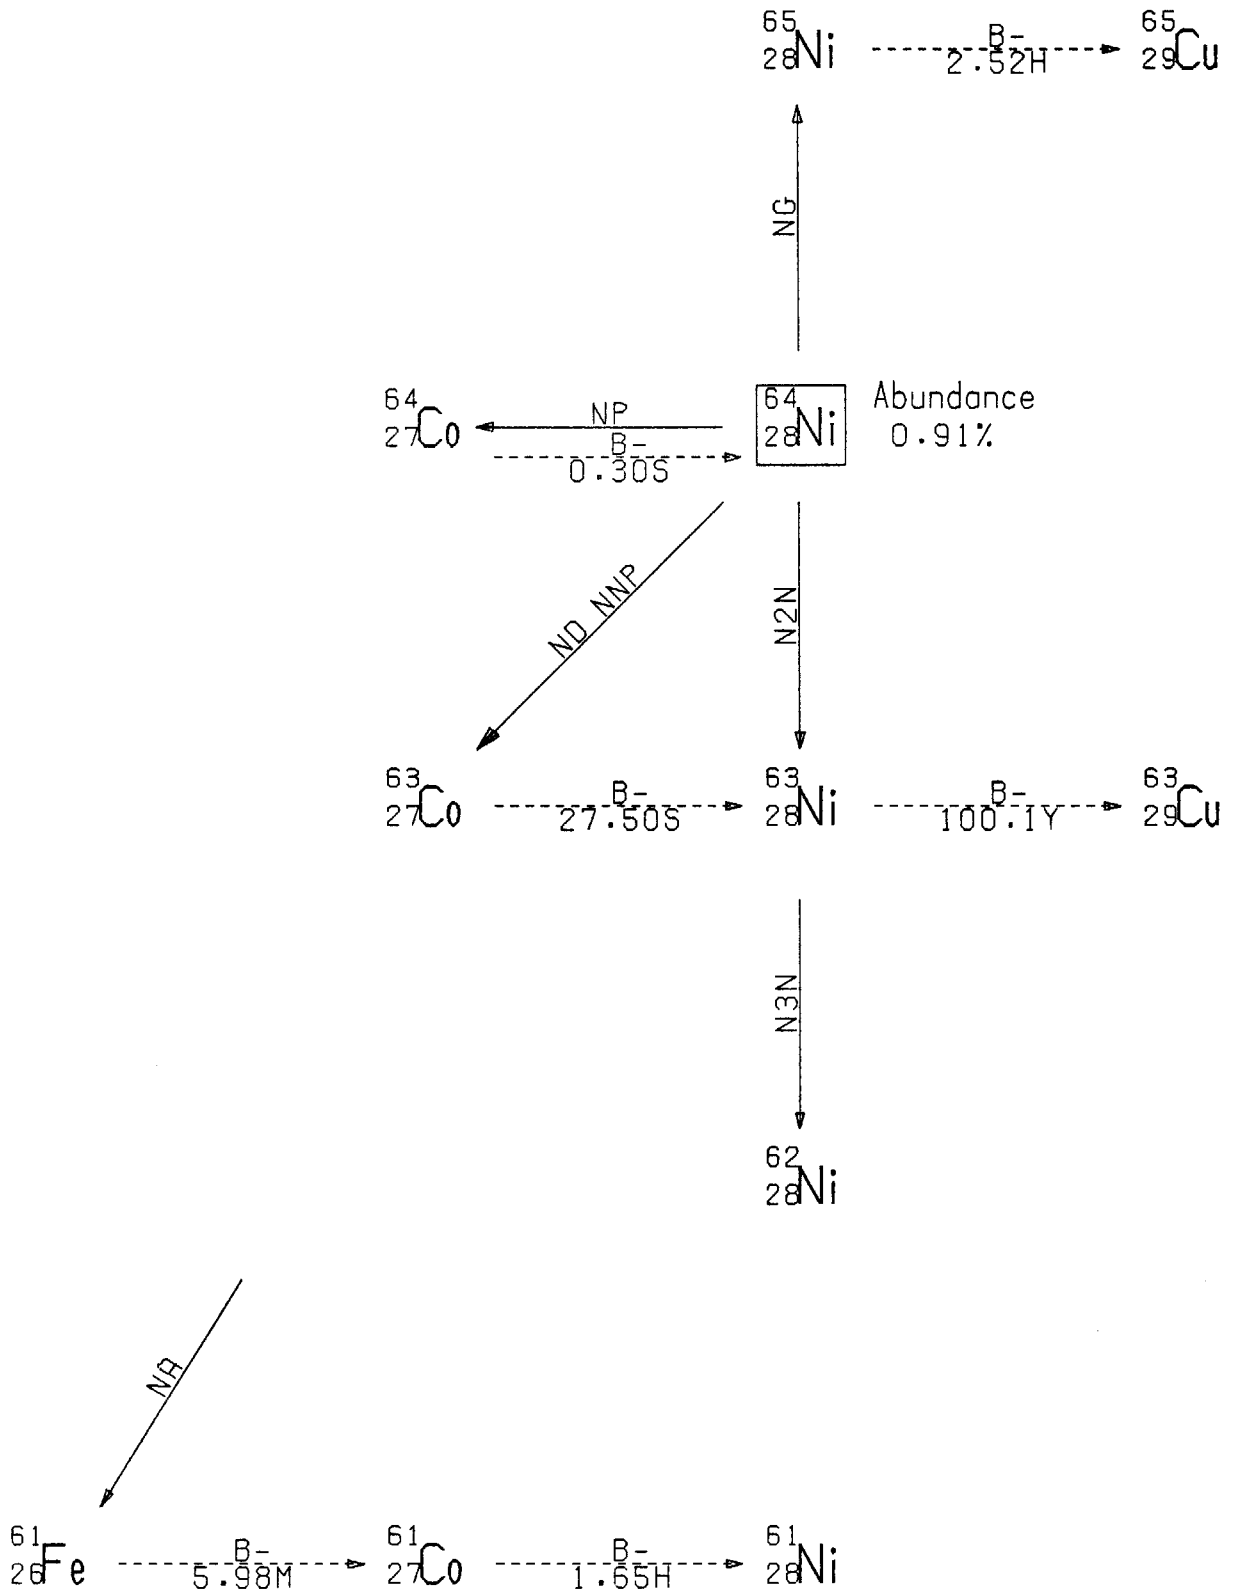 65
28Ni B- 2.52H 65
29Cu
NG
64
27Co NP 64
28Ni Abundance
0.91%
B-
0.30S
ND NNP
N2N
63
27Co B- 27.50S 63
28Ni B- 100.1Y 63
29Cu
N3N
62
28Ni
NA
61
26Fe B- 5.98M 61
27Co B- 1.65H 61
28Ni